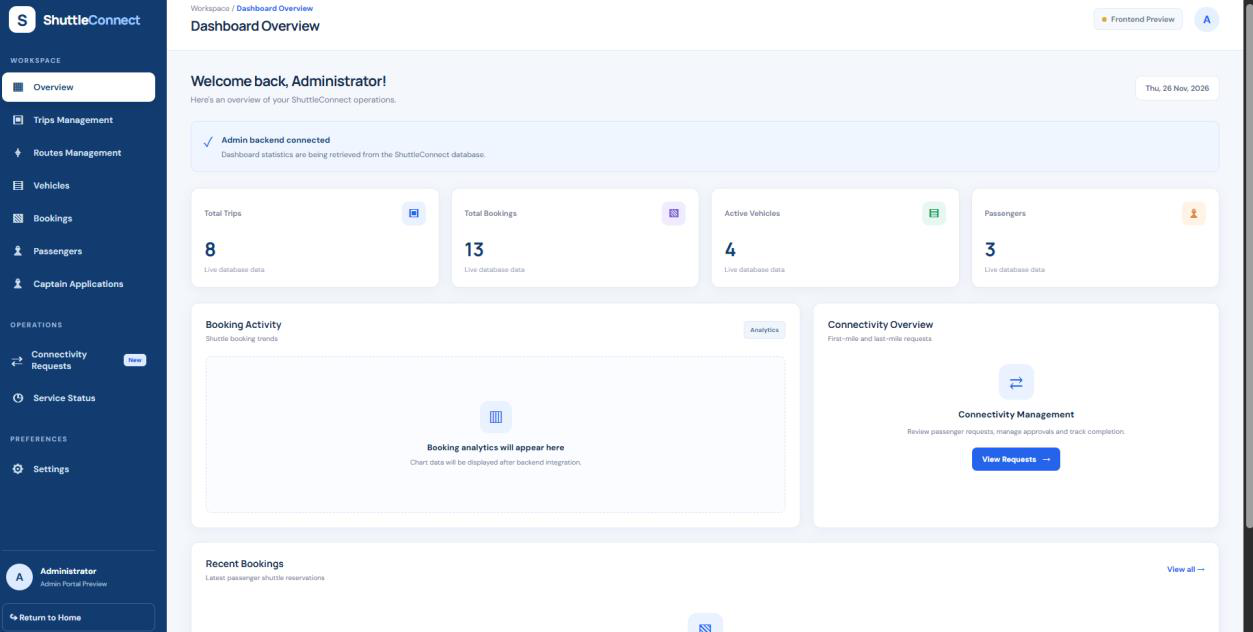 S ShuttleConnect
WORKSPACE
Overview
Trips Management
Routes Management
Vehicles
Bookings
Passengers
Captain Applications
OPERATIONS
Connectivity
Requests
New
Service Status
PREFERENCES
Settings
A
Administrator
Admin Portal Preview
Return to Home
Workspace / Dashboard Overview
Dashboard Overview
Frontend Preview
A
Welcome back, Administrator!
Here's an overview of your ShuttleConnect operations.
Thu, 26 Nov, 2026
Admin backend connected
Dashboard statistics are being retrieved from the ShuttleConnect database.
Total Trips
8
Live database data
Total Bookings
13
Live database data
Active Vehicles
4
Live database data
Passengers
3
Live database data
Booking Activity
Shuttle booking trends
Analytics
Booking analytics will appear here
Chart data will be displayed after backend integration.
Connectivity Overview
First-mile and last-mile requests
Connectivity Management
Review passenger requests, manage approvals and track completion.
View Requests →
Recent Bookings
Latest passenger shuttle reservations
View all →